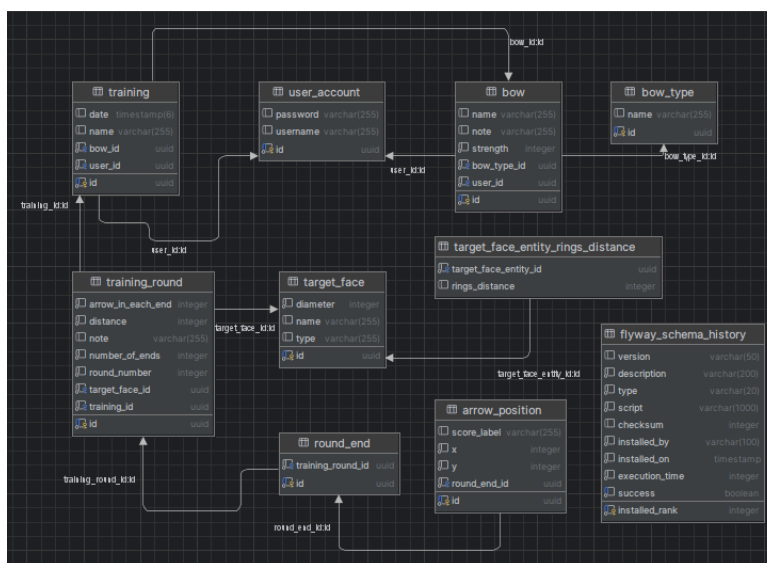 bow_id:id
training
date timestamp(6)
name varchar(255)
bow_id uuid
user_id uuid
id uuid
user_account
password varchar(255)
username varchar(255)
id uuid
bow
name varchar(255)
note varchar(255)
strength integer
bow_type_id uuid
user_id uuid
id uuid
bow_type
name varchar(255)
id uuid
bow_type_id:id
user_id:id
training_id:id
user_id:id
target_face_entity_rings_distance
target_face_entity_id uuid
rings_distance integer
training_round
arrow_in_each_end integer
distance integer
note varchar(255)
number_of_ends integer
round_number integer
target_face_id uuid
training_id uuid
id uuid
target_face
diameter integer
name varchar(255)
type varchar(255)
id uuid
target_face_id:id
target_face_entity_id:id
flyway_schema_history
version varchar(50)
description varchar(200)
type varchar(20)
script varchar(1000)
checksum integer
installed_by varchar(100)
installed_on timestamp
execution_time integer
success boolean
installed_rank integer
arrow_position
score_label varchar(255)
x integer
y integer
round_end_id uuid
id uuid
round_end
training_round_id uuid
id uuid
training_round_id:id
round_end_id:id